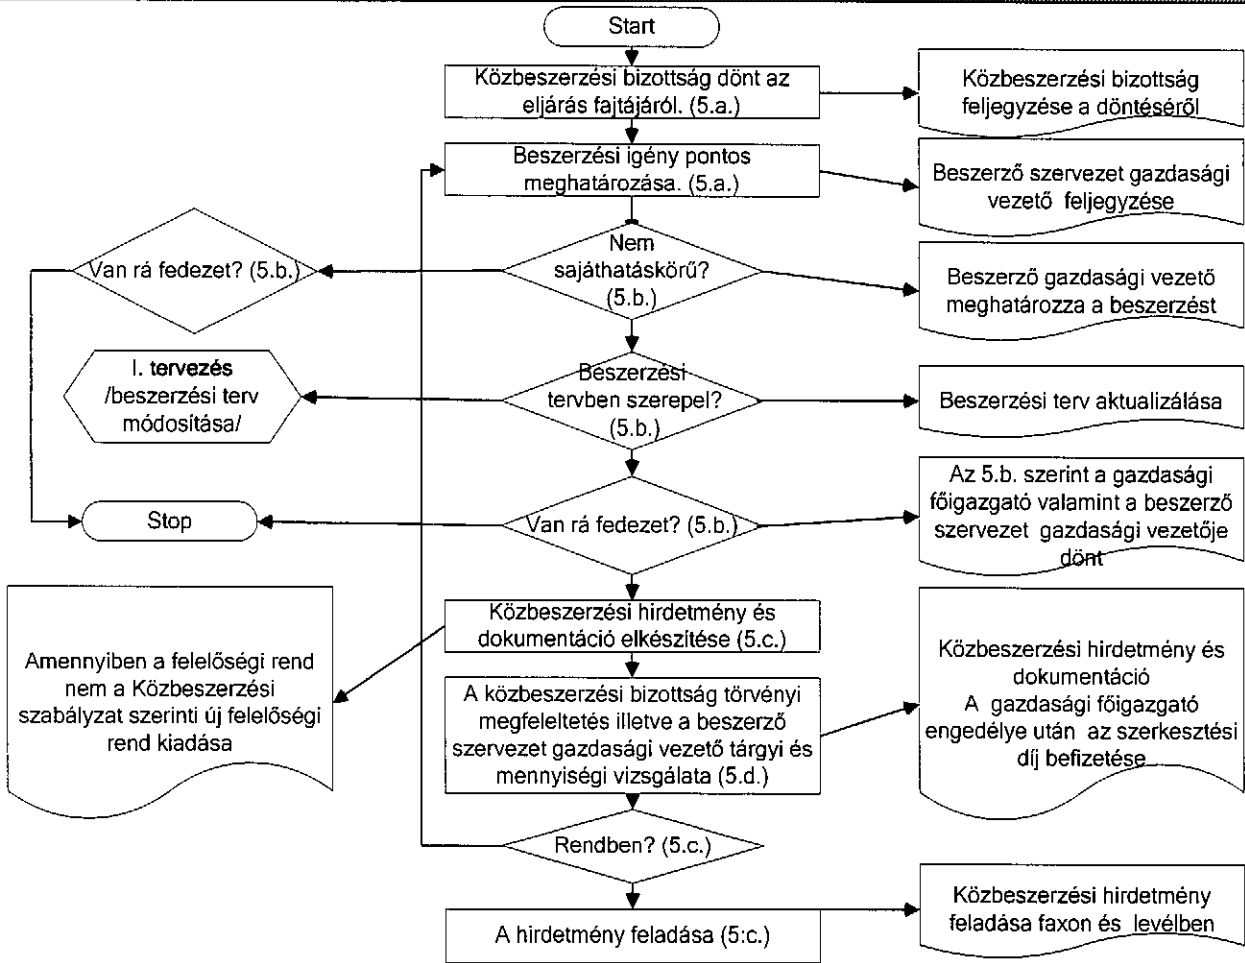 Start
Közbeszerzési bizottság dönt az
eljárás fajtájáról. (5.a.)
Közbeszerzési bizottság
feljegyzése a döntéséről
Beszerzési igény pontos
meghatározása. (5.a.)
Beszerző szervezet gazdasági
vezető feljegyzése
Van rá fedezet? (5.b.)
Nem
sajáthatáskörű?
(5.b.)
Beszerző gazdasági vezető
meghatározza a beszerzést
I. tervezés
/beszerzési terv
módosítása/
Beszerzési
tervben szerepel?
(5.b.)
Beszerzési terv aktualizálása
Stop
Van rá fedezet? (5.b.)
Az 5.b. szerint a gazdasági
főigazgató valamint a beszerző
szervezet gazdasági vezetője
dönt
Amennyiben a felelőségi rend
nem a Közbeszerzési
szabályzat szerinti új felelőségi
rend kiadása
Közbeszerzési hirdetmény és
dokumentáció elkészítése (5.c.)
A közbeszerzési bizottság törvényi
megfeleltetés illetve a beszerző
szervezet gazdasági vezető tárgyi és
mennyiségi vizsgálata (5.d.)
Közbeszerzési hirdetmény és
dokumentáció
A gazdasági főigazgató
engedélye után az szerkesztési
díj befizetése
Rendben? (5.c.)
A hirdetmény feladása (5:c.)
Közbeszerzési hirdetmény
feladása faxon és levélben